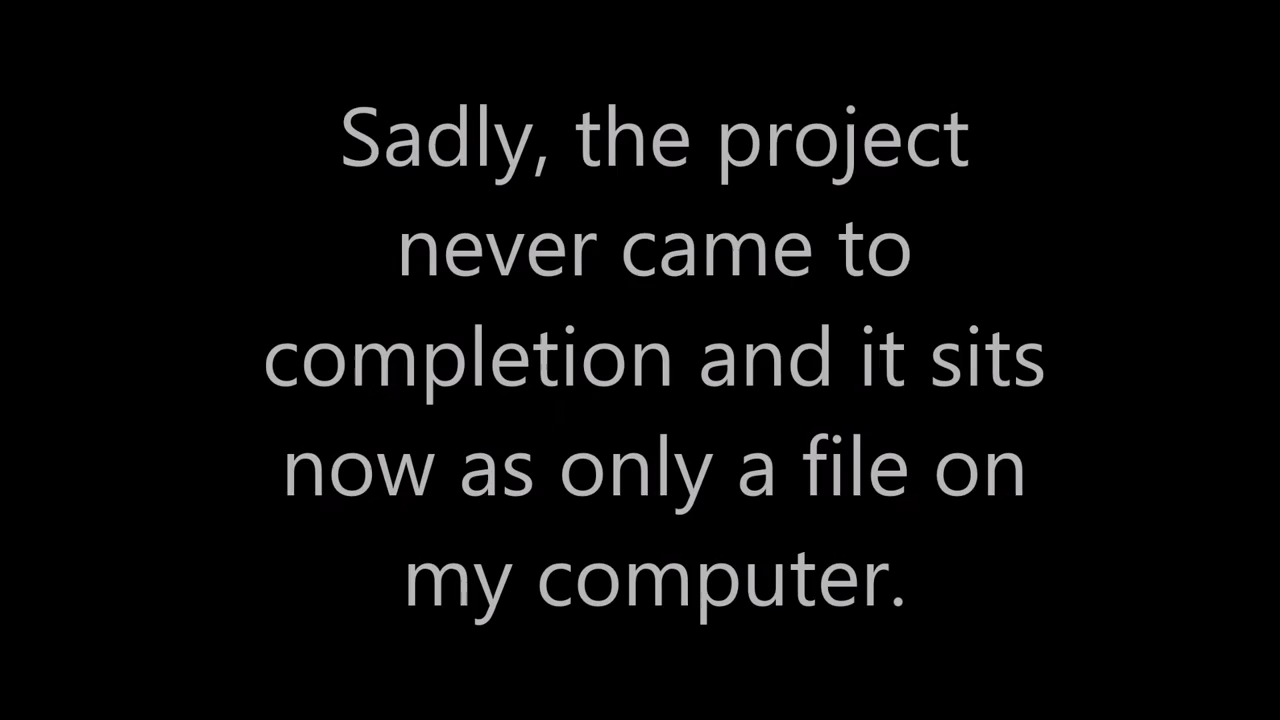 Sadly, the project
never came to
completion and it sits
now as only a file on
my computer.